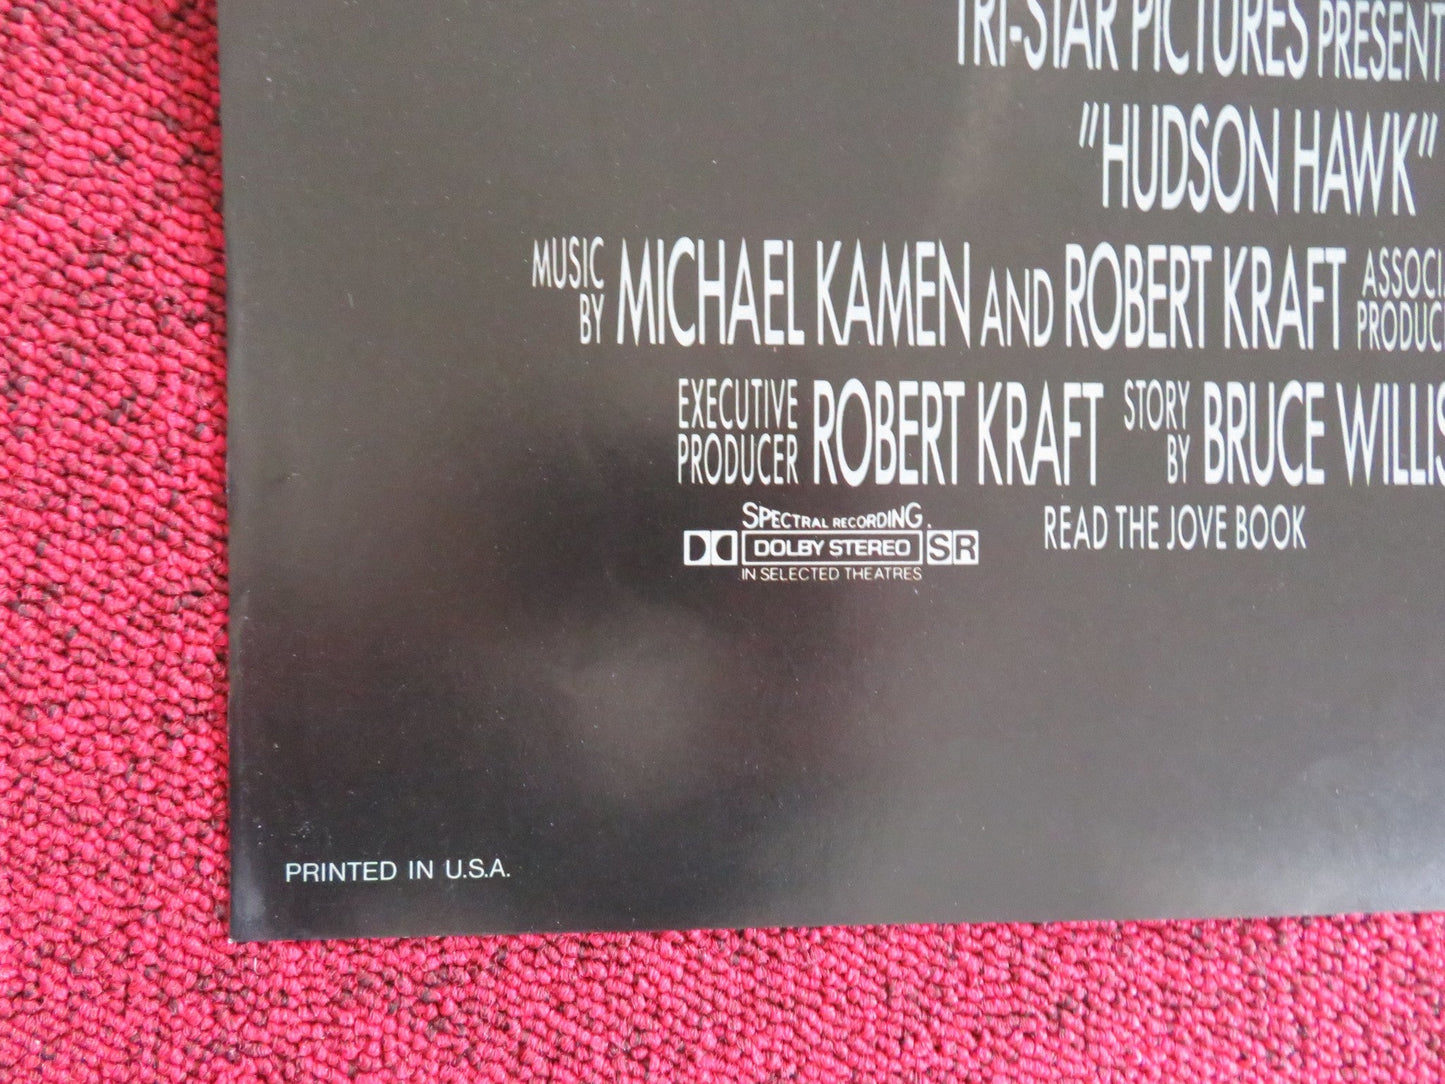 TRI-STAR PICTURES PRESENT
"HUDSON HAWK"
MUSIC BY MICHAEL KAMEN AND ROBERT KRAFT
EXECUTIVE PRODUCER ROBERT KRAFT STORY BY BRUCE WILLIS
SPECTRAL RECORDING.
DOLBY STEREO SR
IN SELECTED THEATRES
READ THE JOVE BOOK
PRINTED IN U.S.A.